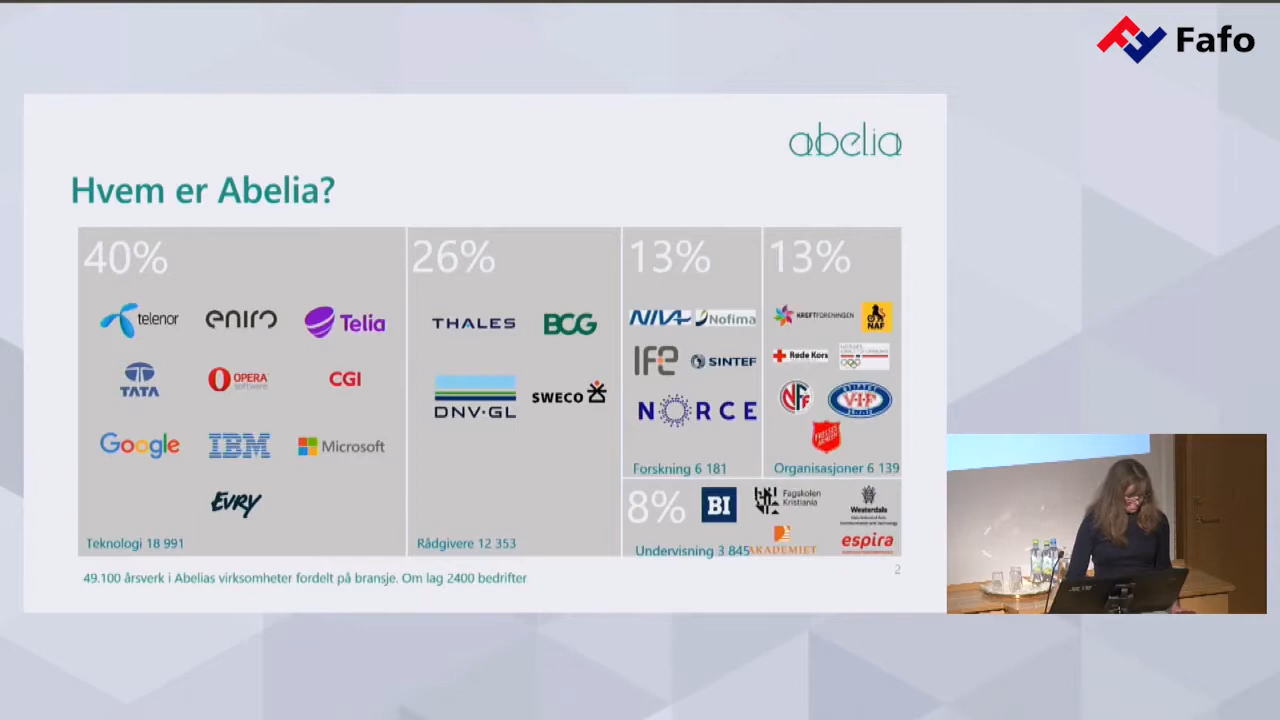 Fafo
abelia
Hvem er Abelia?
40%
telenor
eniro
Telia
TATA
OPERA
software
CGI
Google
IBM
Microsoft
EVRY
Teknologi 18 991
26%
THALES
BCG
DNV·GL
SWECO
Rådgivere 12 353
13%
NIVA
Nofima
IFE
SINTEF
NORCE
Forskning 6 181
13%
KREFTFORENINGEN
NAF
Røde Kors
NFF
VIF
Organisasjoner 6 139
8%
BI
Fagskolen
Kristiania
Westerdals
AKADEMIET
espira
Undervisning 3 845
49.100 årsverk i Abelias virksomheter fordelt på bransje. Om lag 2400 bedrifter
2